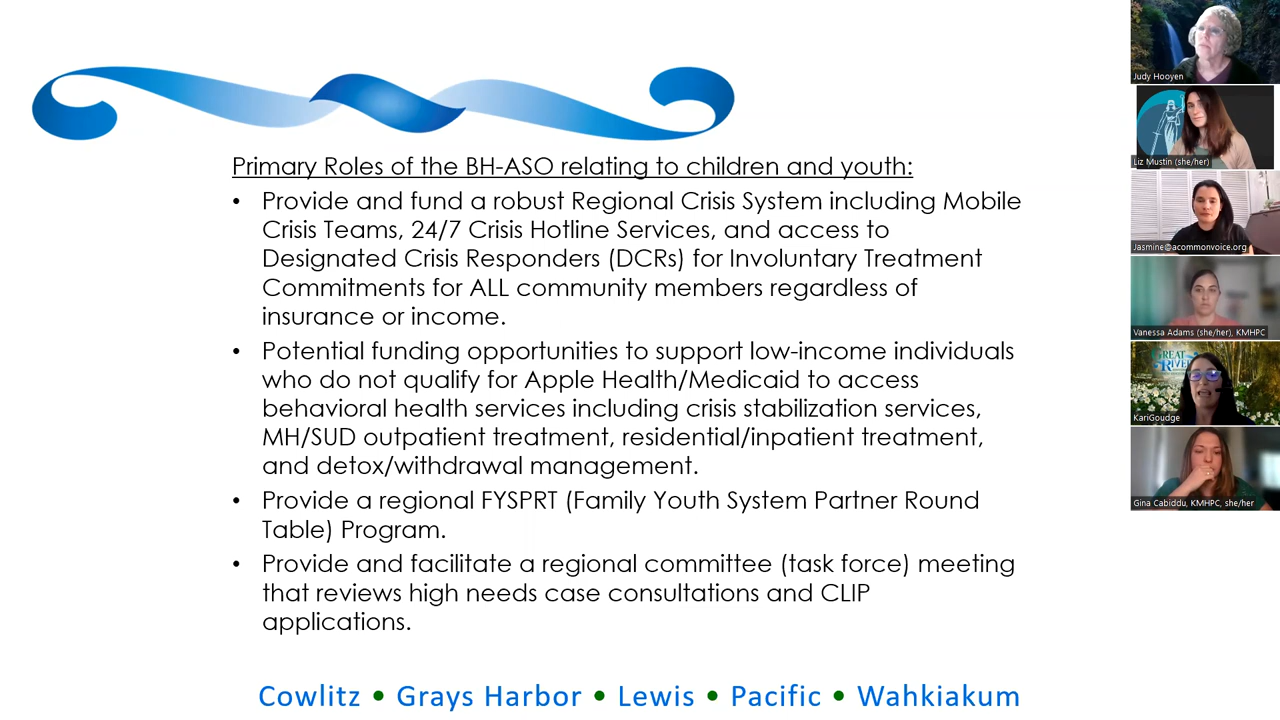 Primary Roles of the BH-ASO relating to children and youth:
• Provide and fund a robust Regional Crisis System including Mobile
Crisis Teams, 24/7 Crisis Hotline Services, and access to
Designated Crisis Responders (DCRs) for Involuntary Treatment
Commitments for ALL community members regardless of
insurance or income.
• Potential funding opportunities to support low-income individuals
who do not qualify for Apple Health/Medicaid to access
behavioral health services including crisis stabilization services,
MH/SUD outpatient treatment, residential/inpatient treatment,
and detox/withdrawal management.
• Provide a regional FYSPRT (Family Youth System Partner Round
Table) Program.
• Provide and facilitate a regional committee (task force) meeting
that reviews high needs case consultations and CLIP
applications.
Cowlitz • Grays Harbor • Lewis • Pacific • Wahkiakum
Judy Hooyen
Liz Mustin (she/her)
Jasmine@acommonvoice.org
Vanessa Adams (she/her), KMHPC
GREAT
KariGoudge
Gina Cabiddu, KMHPC, she/her